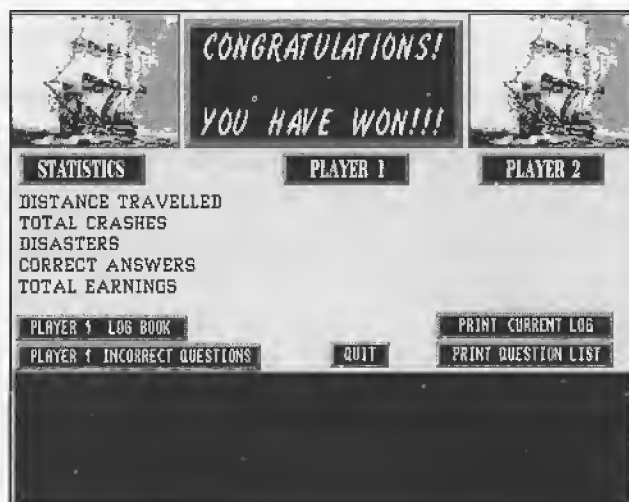 CONGRATULATIONS!
YOU HAVE WON!!!
STATISTICS PLAYER 1 PLAYER 2
DISTANCE TRAVELLED
TOTAL CRASHES
DISASTERS
CORRECT ANSWERS
TOTAL EARNINGS
PLAYER 1 LOG BOOK PRINT CURRENT LOG
PLAYER 1 INCORRECT QUESTIONS QUIT PRINT QUESTION LIST